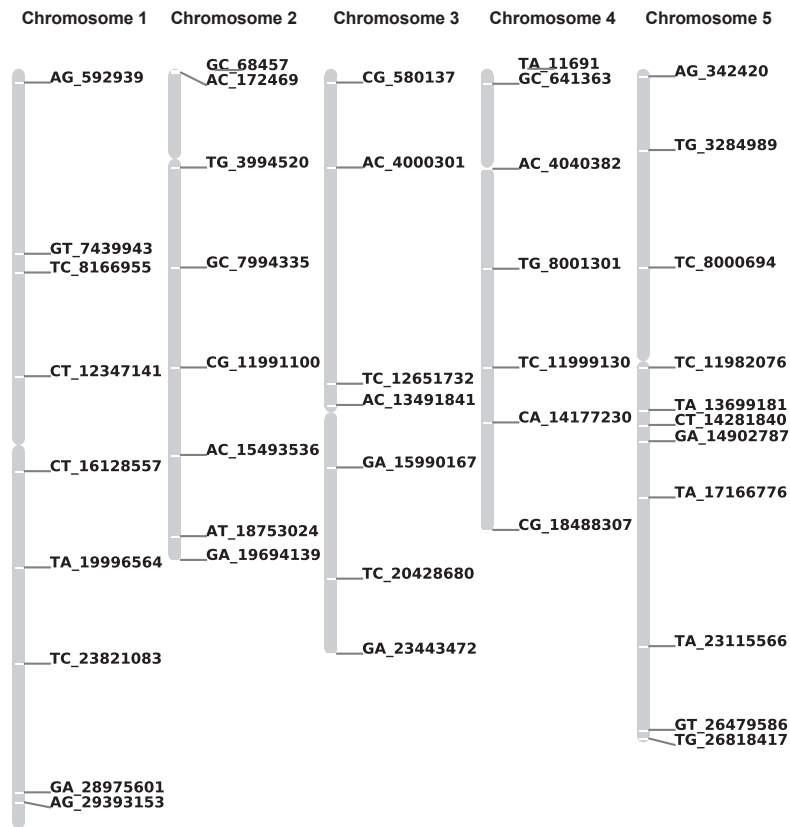 Chromosome 1
AG_592939
GT_7439943
TC_8166955
CT_12347141
CT_16128557
TA_19996564
TC_23821083
GA_28975601
AG_29393153
Chromosome 2
GC_68457
AC_172469
TG_3994520
GC_7994335
CG_11991100
AC_15493536
AT_18753024
GA_19694139
Chromosome 3
CG_580137
AC_4000301
TC_12651732
AC_13491841
GA_15990167
TC_20428680
GA_23443472
Chromosome 4
TA_11691
GC_641363
AC_4040382
TG_8001301
TC_11999130
CA_14177230
CG_18488307
Chromosome 5
AG_342420
TG_3284989
TC_8000694
TC_11982076
TA_13699181
CT_14281840
GA_14902787
TA_17166776
TA_23115566
GT_26479586
TG_26818417